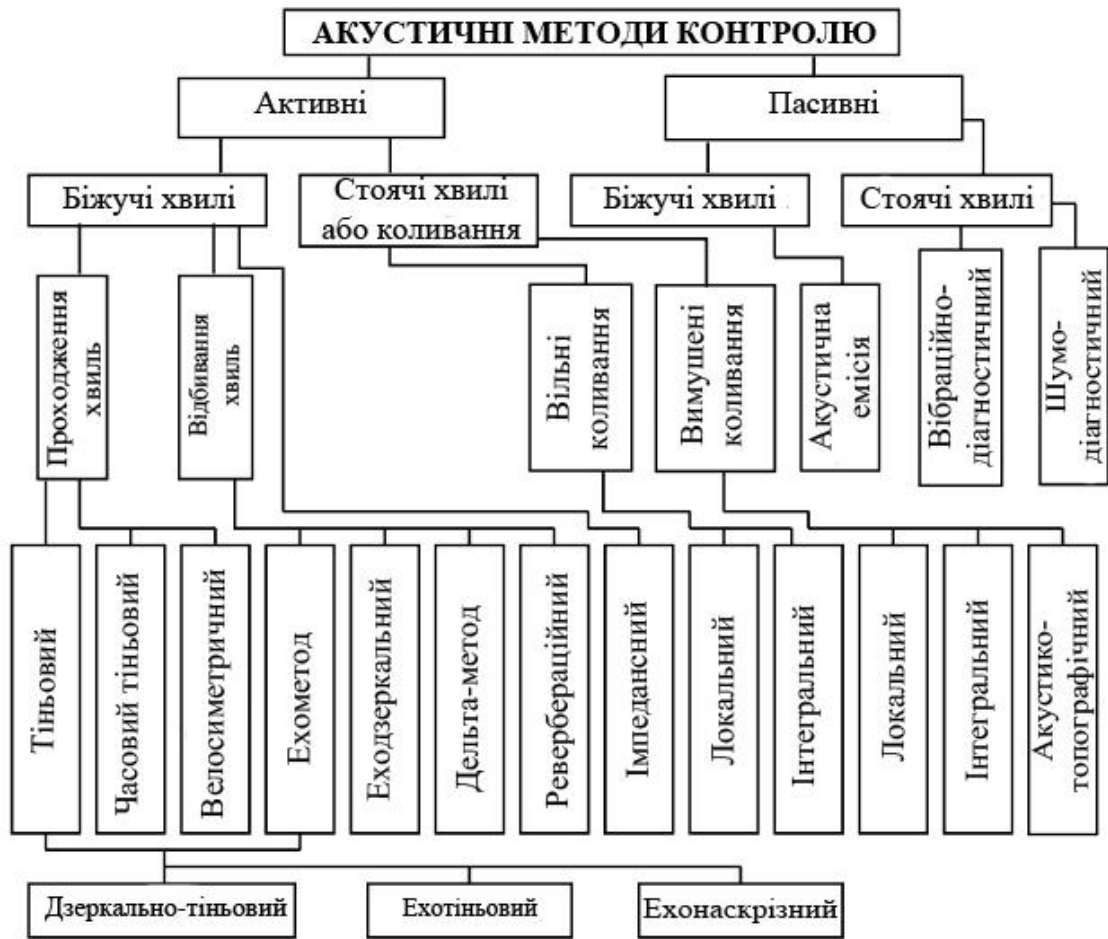 АКУСТИЧНІ МЕТОДИ КОНТРОЛЮ
Активні
Пасивні
Біжучі хвилі
Стоячі хвилі
або коливання
Біжучі хвилі
Стоячі хвилі
Проходження
хвиль
Відбивання
хвиль
Вільні
коливання
Вимушені
коливання
Акустична
емісія
Вібраційно-
діагностичний
Шумо-
діагностичний
Тіньовий
Часовий тіньовий
Велосиметричний
Ехометод
Еходзеркальний
Дельта-метод
Ревербераційний
Імпедансний
Локальний
Інтегральний
Локальний
Інтегральний
Акустико-
топографічний
Дзеркально-тіньовий
Ехотіньовий
Ехонаскрізний